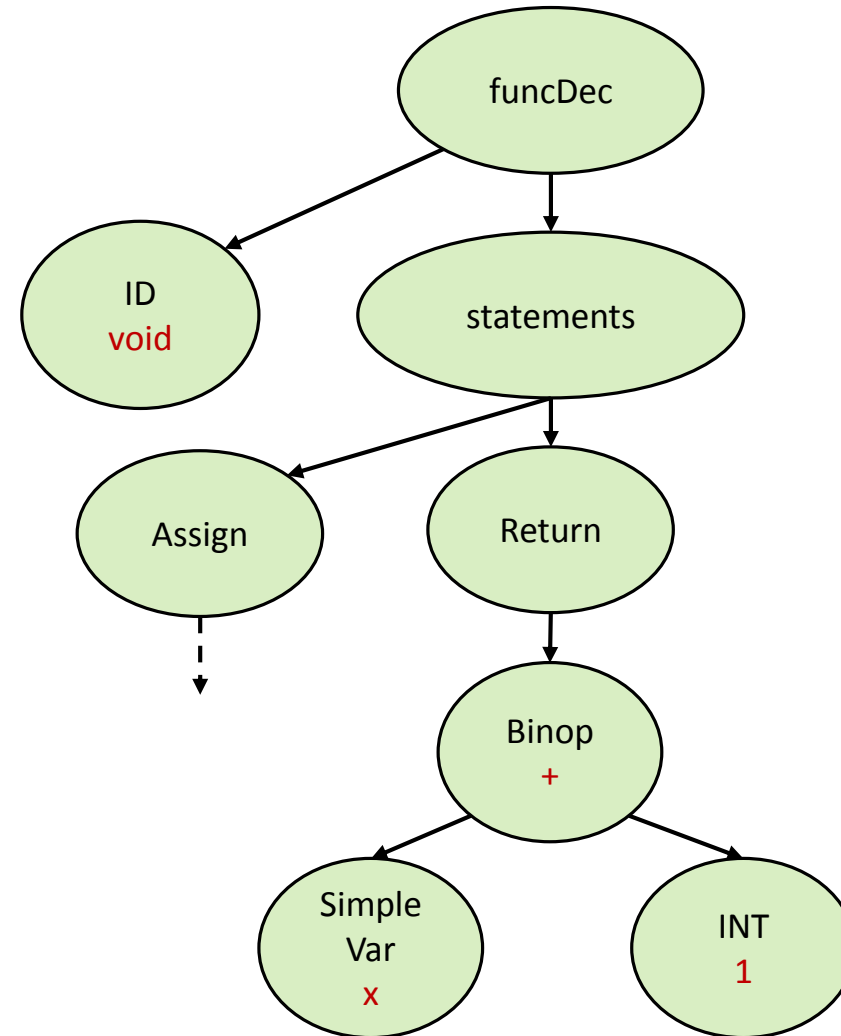 funcDec
ID
void
statements
Assign
Return
Binop
+
Simple
Var
x
INT
1